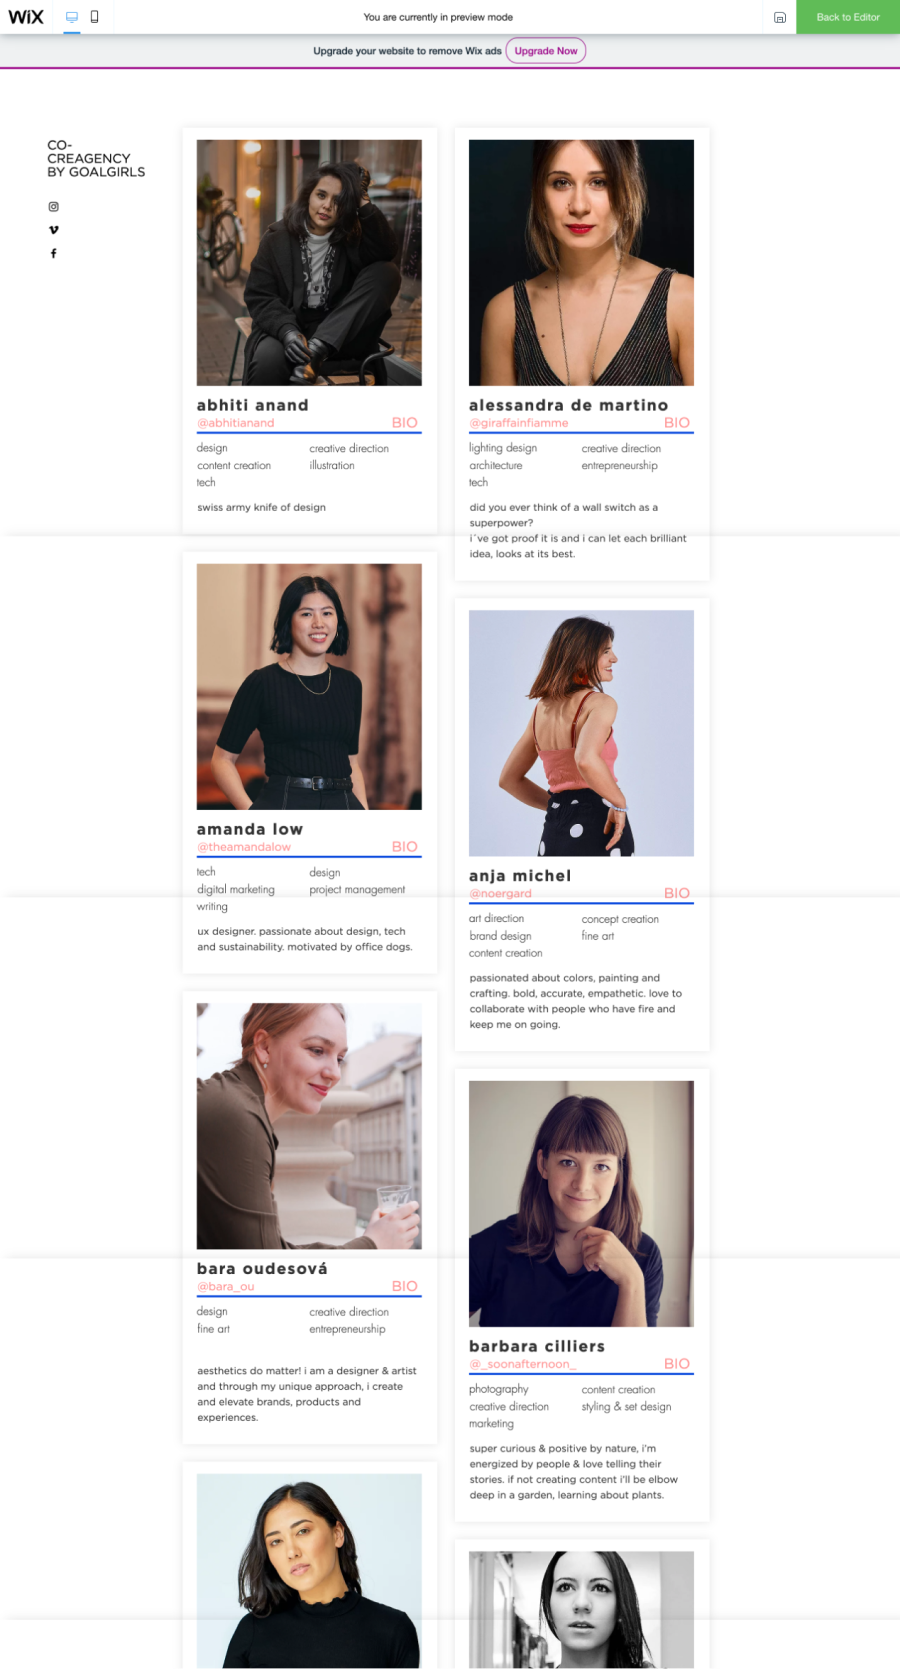 WiX
You are currently in preview mode
Back to Editor
Upgrade your website to remove Wix ads
Upgrade Now
CO-
CREAGENCY
BY GOALGIRLS
abhiti anand
@abhitianand BIO
design creative direction
content creation illustration
tech
swiss army knife of design
alessandra de martino
@giraffainfiamme BIO
lighting design creative direction
architecture entrepreneurship
tech
did you ever think of a wall switch as a
superpower?
i´ve got proof it is and i can let each brilliant
idea, looks at its best.
amanda low
@theamandalow BIO
tech design
digital marketing project management
writing
ux designer. passionate about design, tech
and sustainability. motivated by office dogs.
anja michel
@noergard BIO
art direction concept creation
brand design fine art
content creation
passionated about colors, painting and
crafting. bold, accurate, empathetic. love to
collaborate with people who have fire and
keep me on going.
bara oudesová
@bara_ou BIO
design creative direction
fine art entrepreneurship
aesthetics do matter! i am a designer & artist
and through my unique approach, i create
and elevate brands, products and
experiences.
barbara cilliers
@_soonafternoon_ BIO
photography content creation
creative direction styling & set design
marketing
super curious & positive by nature, i'm
energized by people & love telling their
stories. if not creating content i'll be elbow
deep in a garden, learning about plants.